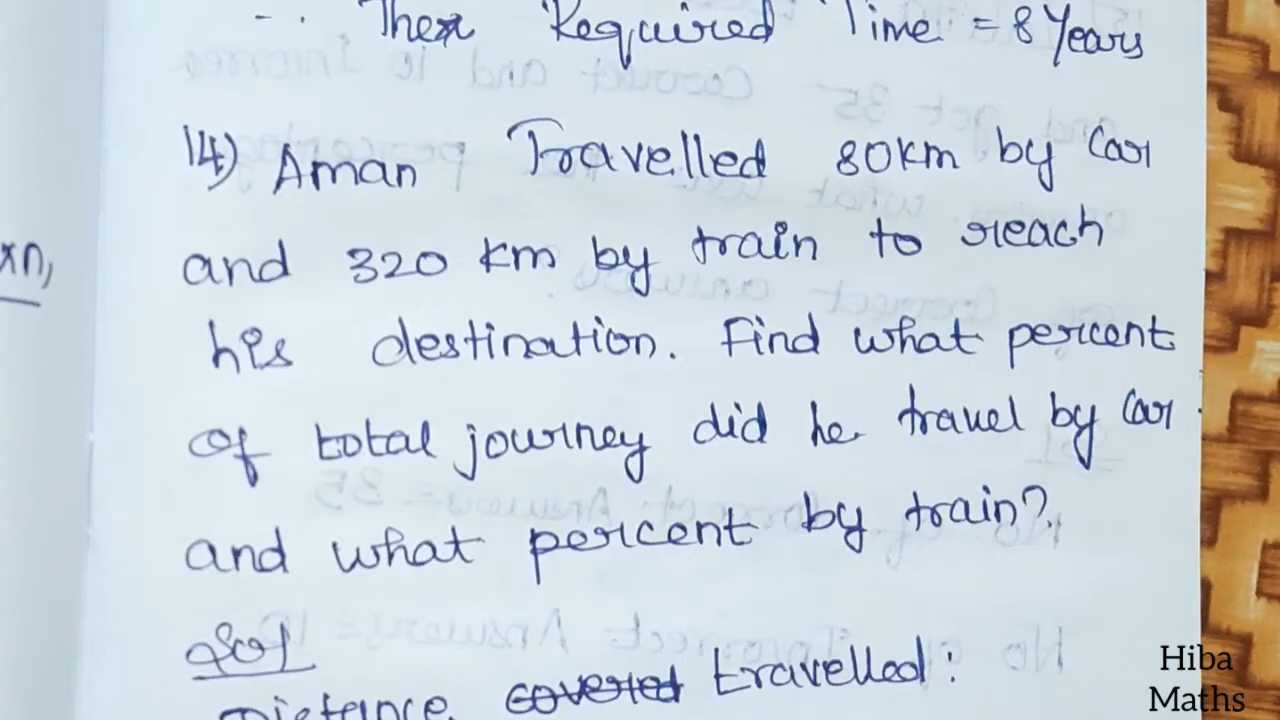 ∴ The Required Time = 8 Years
14) Aman Travelled 80km by Car
and 320 km by train to reach
his destination. Find what percent
of total journey did he travel by Car
and what percent by train?
Sol
Distance covered travelled:
xn,
Hiba
Maths